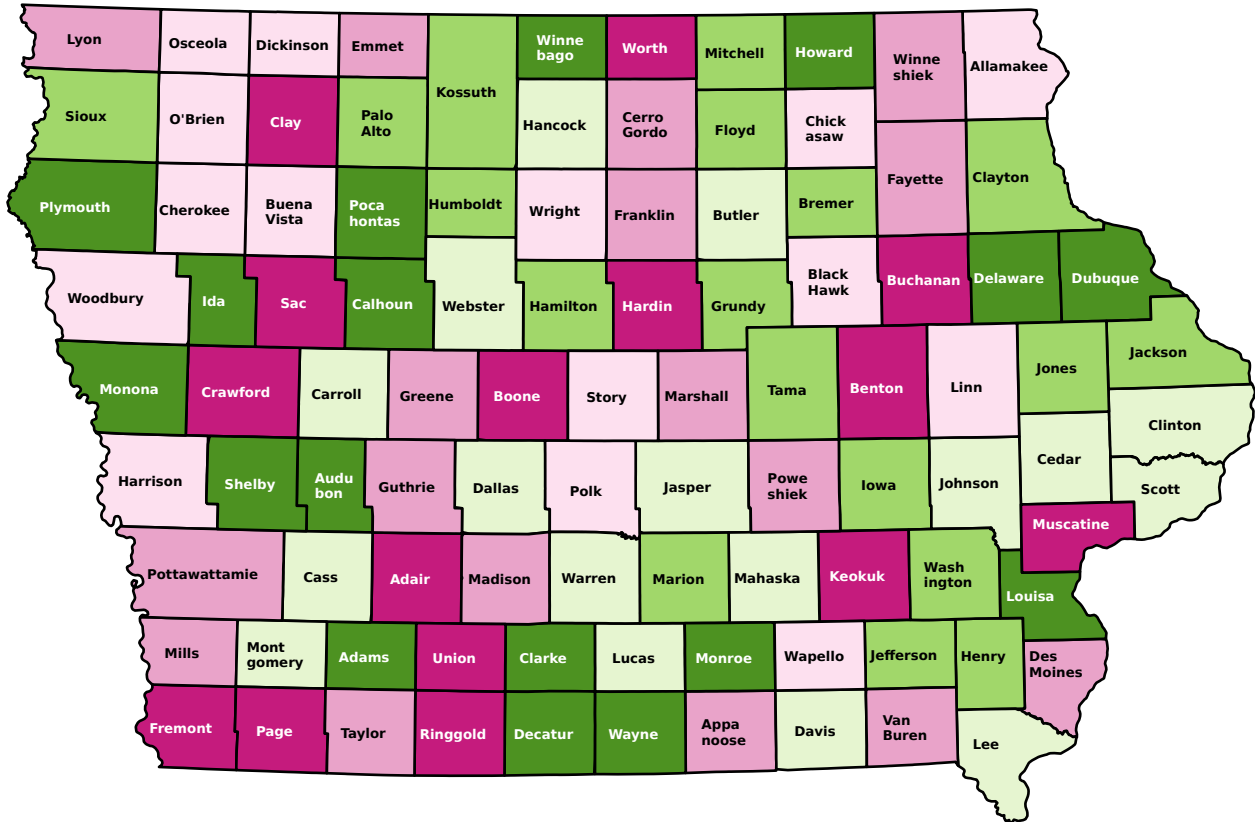 Lyon
Osceola
Dickinson
Emmet
Kossuth
Winne
bago
Worth
Mitchell
Howard
Winne
shiek
Allamakee
Sioux
O'Brien
Clay
Palo
Alto
Hancock
Cerro
Gordo
Floyd
Chick
asaw
Fayette
Clayton
Plymouth
Cherokee
Buena
Vista
Poca
hontas
Humboldt
Wright
Franklin
Butler
Bremer
Woodbury
Ida
Sac
Calhoun
Webster
Hamilton
Hardin
Grundy
Black
Hawk
Buchanan
Delaware
Dubuque
Monona
Crawford
Carroll
Greene
Boone
Story
Marshall
Tama
Benton
Linn
Jones
Jackson
Clinton
Harrison
Shelby
Audu
bon
Guthrie
Dallas
Polk
Jasper
Powe
shiek
Iowa
Johnson
Cedar
Scott
Muscatine
Pottawattamie
Cass
Adair
Madison
Warren
Marion
Mahaska
Keokuk
Wash
ington
Louisa
Mills
Mont
gomery
Adams
Union
Clarke
Lucas
Monroe
Wapello
Jefferson
Henry
Des
Moines
Fremont
Page
Taylor
Ringgold
Decatur
Wayne
Appa
noose
Davis
Van
Buren
Lee